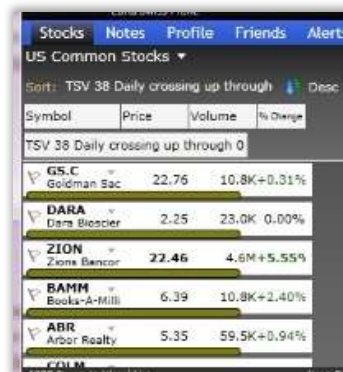 Stocks Notes Profile Friends Alerts
US Common Stocks
Sort: TSV 38 Daily crossing up through Desc
Symbol Price Volume % Change
TSV 38 Daily crossing up through 0
GS.C 22.76 10.8K +0.31%
Goldman Sac
DARA 2.25 23.0K 0.00%
Dara Bioscier
ZION 22.46 4.6M +5.55%
Zions Bancor
BAMM 6.39 10.8K +2.40%
Books-A-Milli
ABR 5.35 59.5K +0.94%
Arbor Realty
COLM